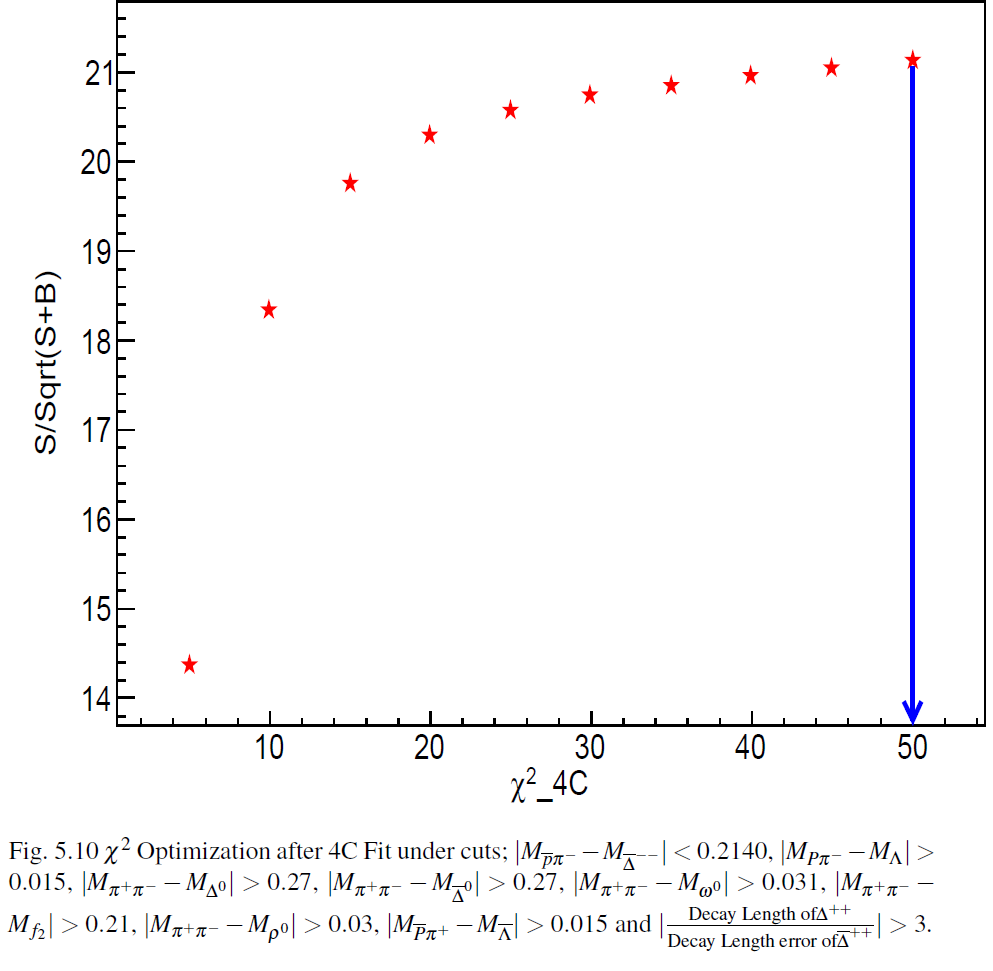 21
20
19
18
17
16
15
14
S/Sqrt(S+B)
10 20 30 40 50
χ²_4C
Fig. 5.10 χ² Optimization after 4C Fit under cuts; |M_{p̅π⁻} − M_{Δ̅⁻⁻}| < 0.2140, |M_{Pπ⁻} − M_Λ| >
0.015, |M_{π⁺π⁻} − M_{Δ⁰}| > 0.27, |M_{π⁺π⁻} − M_{Δ̅⁰}| > 0.27, |M_{π⁺π⁻} − M_{ω⁰}| > 0.031, |M_{π⁺π⁻} −
M_{f₂}| > 0.21, |M_{π⁺π⁻} − M_{ρ⁰}| > 0.03, |M_{P̅π⁺} − M_{Λ̅}| > 0.015 and |Decay Length ofΔ⁺⁺ / Decay Length error ofΔ̅⁺⁺| > 3.